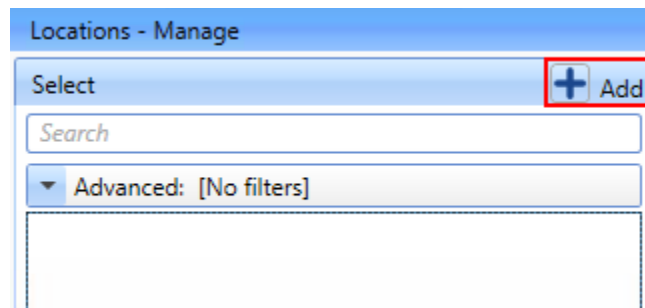 Locations - Manage
Select
Add
Search
Advanced: [No filters]